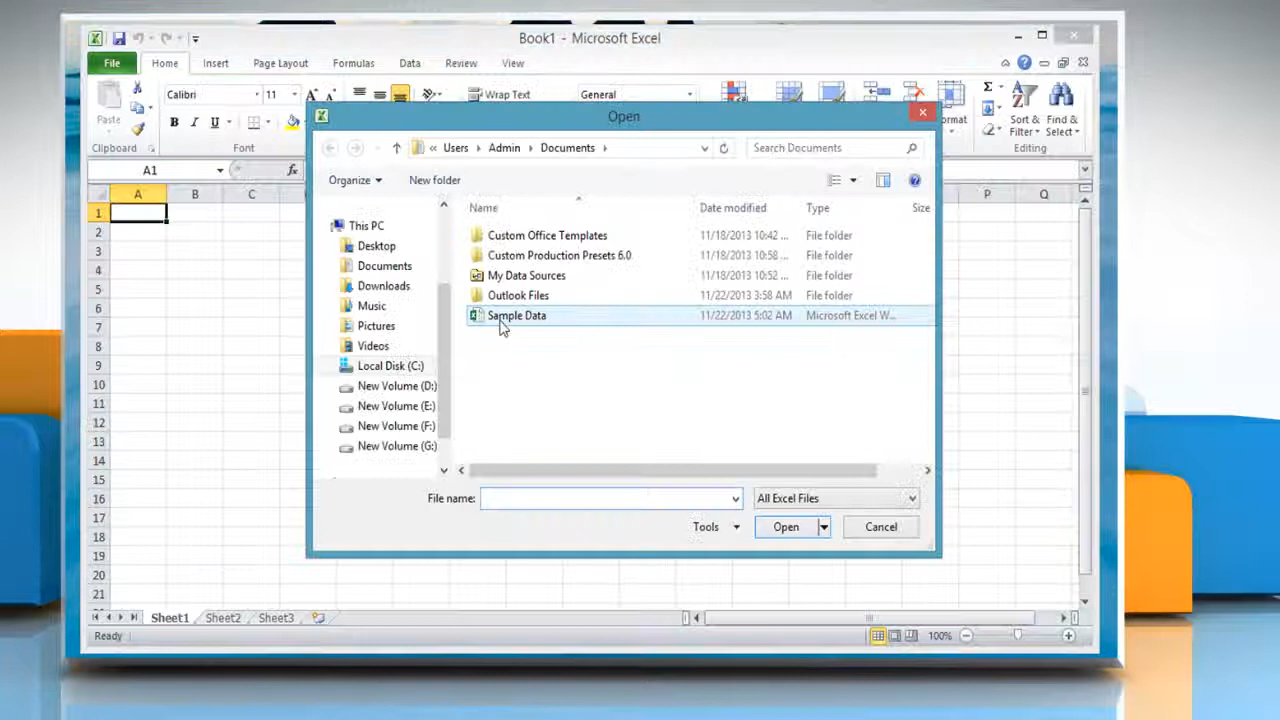 Book1 - Microsoft Excel
File Home Insert Page Layout Formulas Data Review View
Calibri 11 Wrap Text General
Paste
B I U
Sort & Filter
Find & Select
Clipboard Font Editing
A1 fx
A B C P Q
1
2
3
4
5
6
7
8
9
10
11
12
13
14
15
16
17
18
19
20
21
Open
« Users Admin Documents
Search Documents
Organize New folder
Name Date modified Type Size
Custom Office Templates 11/18/2013 10:42 ... File folder
Custom Production Presets 6.0 11/18/2013 10:58 ... File folder
My Data Sources 11/18/2013 10:52 ... File folder
Outlook Files 11/22/2013 3:58 AM File folder
Sample Data 11/22/2013 5:02 AM Microsoft Excel W...
This PC
Desktop
Documents
Downloads
Music
Pictures
Videos
Local Disk (C:)
New Volume (D:)
New Volume (E:)
New Volume (F:)
New Volume (G:)
File name: All Excel Files
Tools Open Cancel
Sheet1 Sheet2 Sheet3
Ready 100%